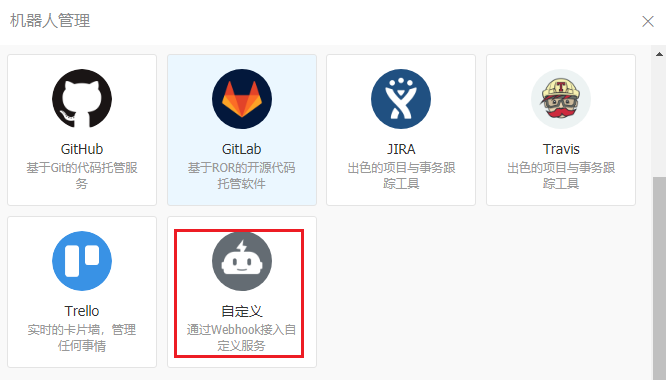 机器人管理
GitHub
基于Git的代码托管服
务
GitLab
基于ROR的开源代码
托管软件
JIRA
出色的项目与事务跟
踪工具
Travis
出色的项目与事务跟
踪工具
Trello
实时的卡片墙，管理
任何事情
自定义
通过Webhook接入自
定义服务